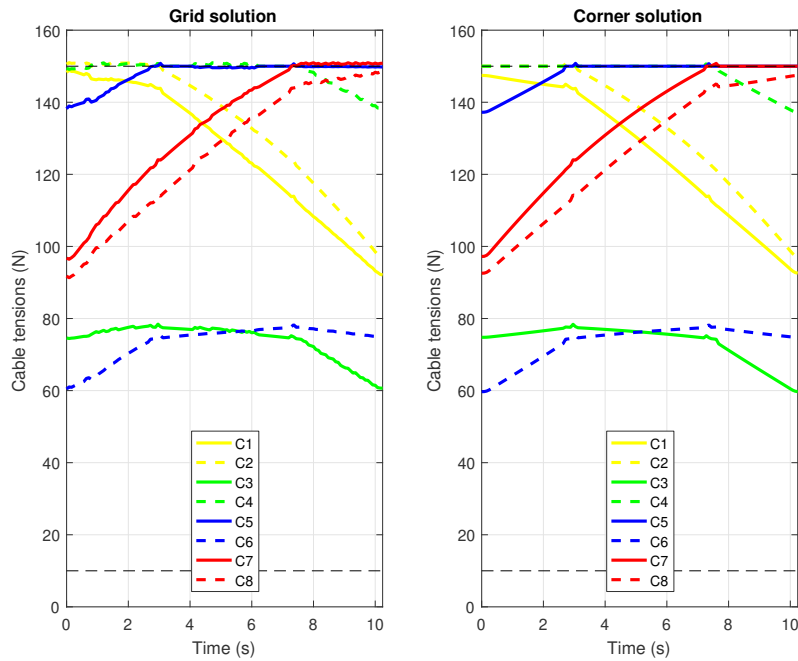 Grid solution
Cable tensions (N)
160
140
120
100
80
60
40
20
0
C1
C2
C3
C4
C5
C6
C7
C8
0 2 4 6 8 10
Time (s)
Corner solution
Cable tensions (N)
160
140
120
100
80
60
40
20
0
C1
C2
C3
C4
C5
C6
C7
C8
0 2 4 6 8 10
Time (s)